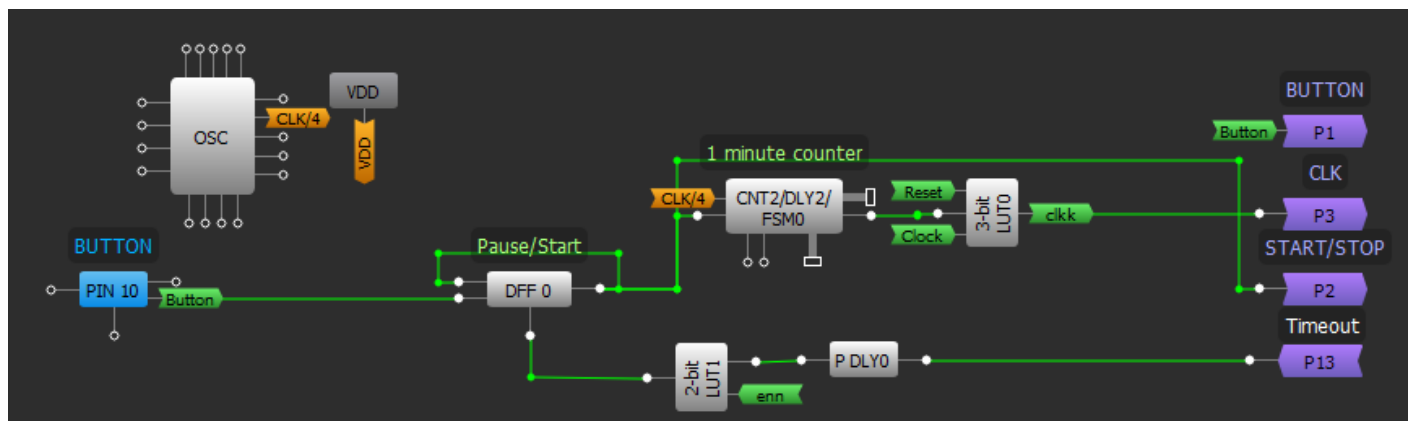 OSC
CLK/4
VDD
VDD
BUTTON
PIN 10
Button
Pause/Start
DFF 0
1 minute counter
CLK/4
CNT2/DLY2/
FSM0
Reset
Clock
3-bit
LUT0
clkk
2-bit
LUT1
enn
P DLY0
BUTTON
Button
P1
CLK
P3
START/STOP
P2
Timeout
P13